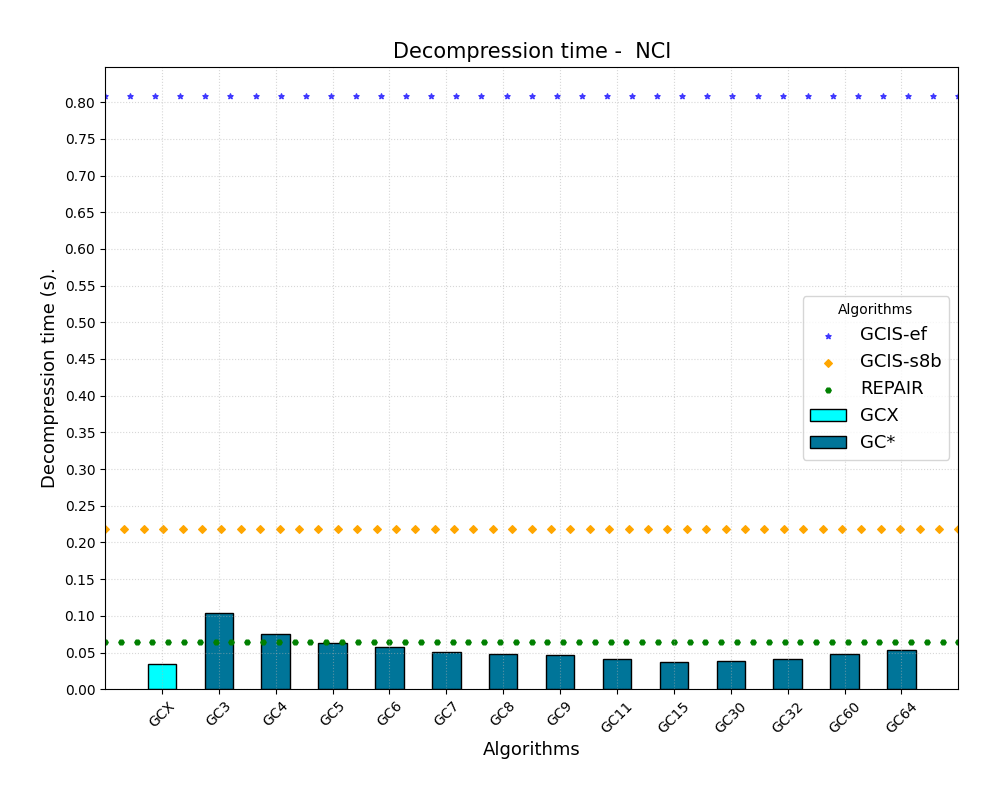 Decompression time -  NCI
Decompression time (s).
0.80
0.75
0.70
0.65
0.60
0.55
0.50
0.45
0.40
0.35
0.30
0.25
0.20
0.15
0.10
0.05
0.00
Algorithms
GCIS-ef
GCIS-s8b
REPAIR
GCX
GC*
GCX
GC3
GC4
GC5
GC6
GC7
GC8
GC9
GC11
GC15
GC30
GC32
GC60
GC64
Algorithms